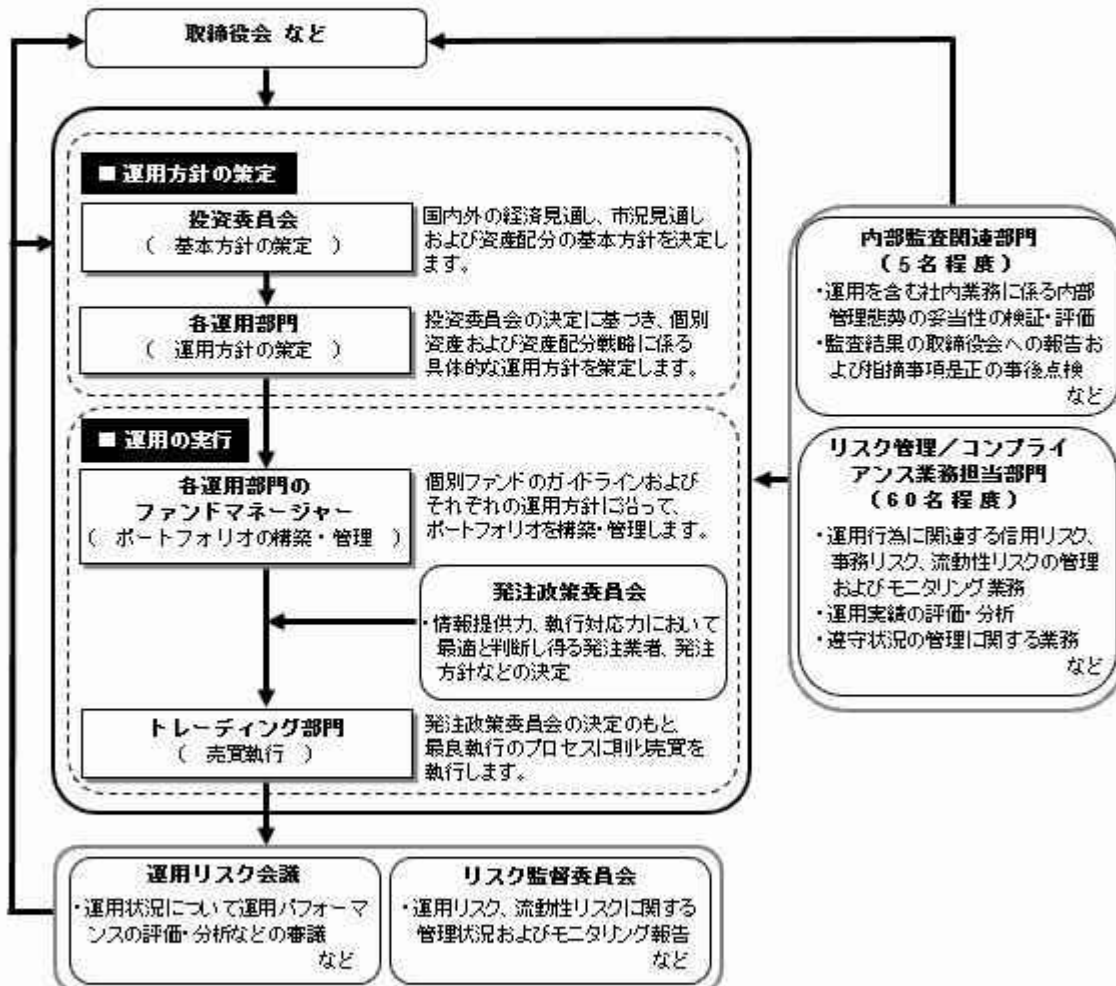 取締役会 など
■ 運用方針の策定
投資委員会
（ 基本方針の策定 ）
国内外の経済見通し、市況見通し
および資産配分の基本方針を決定し
ます。
各運用部門
（ 運用方針の策定 ）
投資委員会の決定に基づき、個別
資産および資産配分戦略に係る
具体的な運用方針を策定します。
■ 運用の実行
各運用部門の
ファンドマネージャー
（ ポートフォリオの構築・管理 ）
個別ファンドのガイドラインおよび
それぞれの運用方針に沿って、
ポートフォリオを構築・管理します。
発注政策委員会
・情報提供力、執行対応力において
最適と判断し得る発注業者、発注
方針などの決定
トレーディング部門
（ 売買執行 ）
発注政策委員会の決定のもと、
最良執行のプロセスに則り売買を
執行します。
内部監査関連部門
（５名程度）
・運用を含む社内業務に係る内部
管理態勢の妥当性の検証・評価
・監査結果の取締役会への報告お
よび指摘事項是正の事後点検
など
リスク管理／コンプライ
アンス業務担当部門
（60名程度）
・運用行為に関連する信用リスク、
事務リスク、流動性リスクの管理
およびモニタリング業務
・運用実績の評価・分析
・遵守状況の管理に関する業務
など
運用リスク会議
・運用状況について運用パフォーマ
ンスの評価・分析などの審議
など
リスク監督委員会
・運用リスク、流動性リスクに関する
管理状況およびモニタリング報告
など